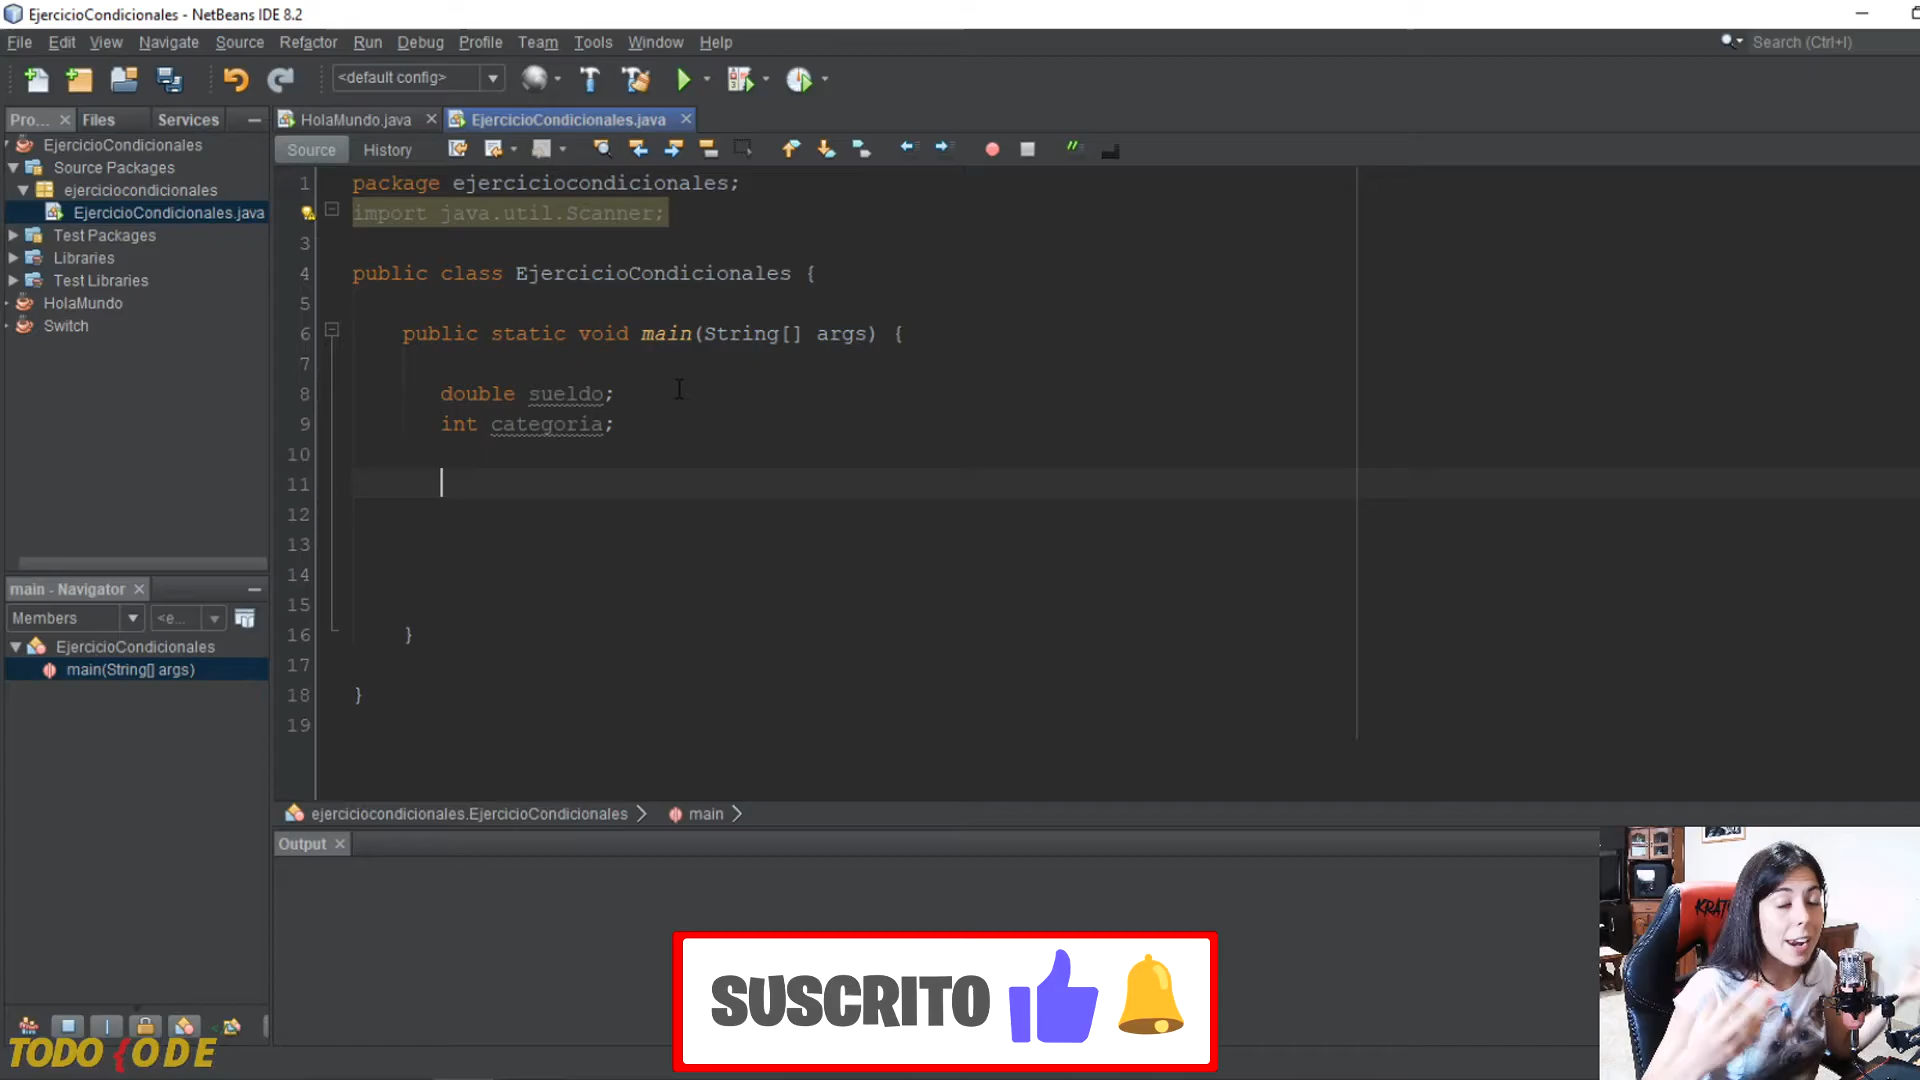 EjercicioCondicionales - NetBeans IDE 8.2
File Edit View Navigate Source Refactor Run Debug Profile Team Tools Window Help
Search (Ctrl+I)
<default config>
Pro... Files Services
HolaMundo.java EjercicioCondicionales.java
Source History
EjercicioCondicionales
Source Packages
ejerciciocondicionales
EjercicioCondicionales.java
Test Packages
Libraries
Test Libraries
HolaMundo
Switch
1 package ejerciciocondicionales;
import java.util.Scanner;
3
4 public class EjercicioCondicionales {
5
6 public static void main(String[] args) {
7
8 double sueldo;
9 int categoria;
10
11
12
13
14
15
16 }
17
18 }
19
main - Navigator
Members <e...
EjercicioCondicionales
main(String[] args)
ejerciciocondicionales.EjercicioCondicionales main
Output
SUSCRITO
TODO {ODE